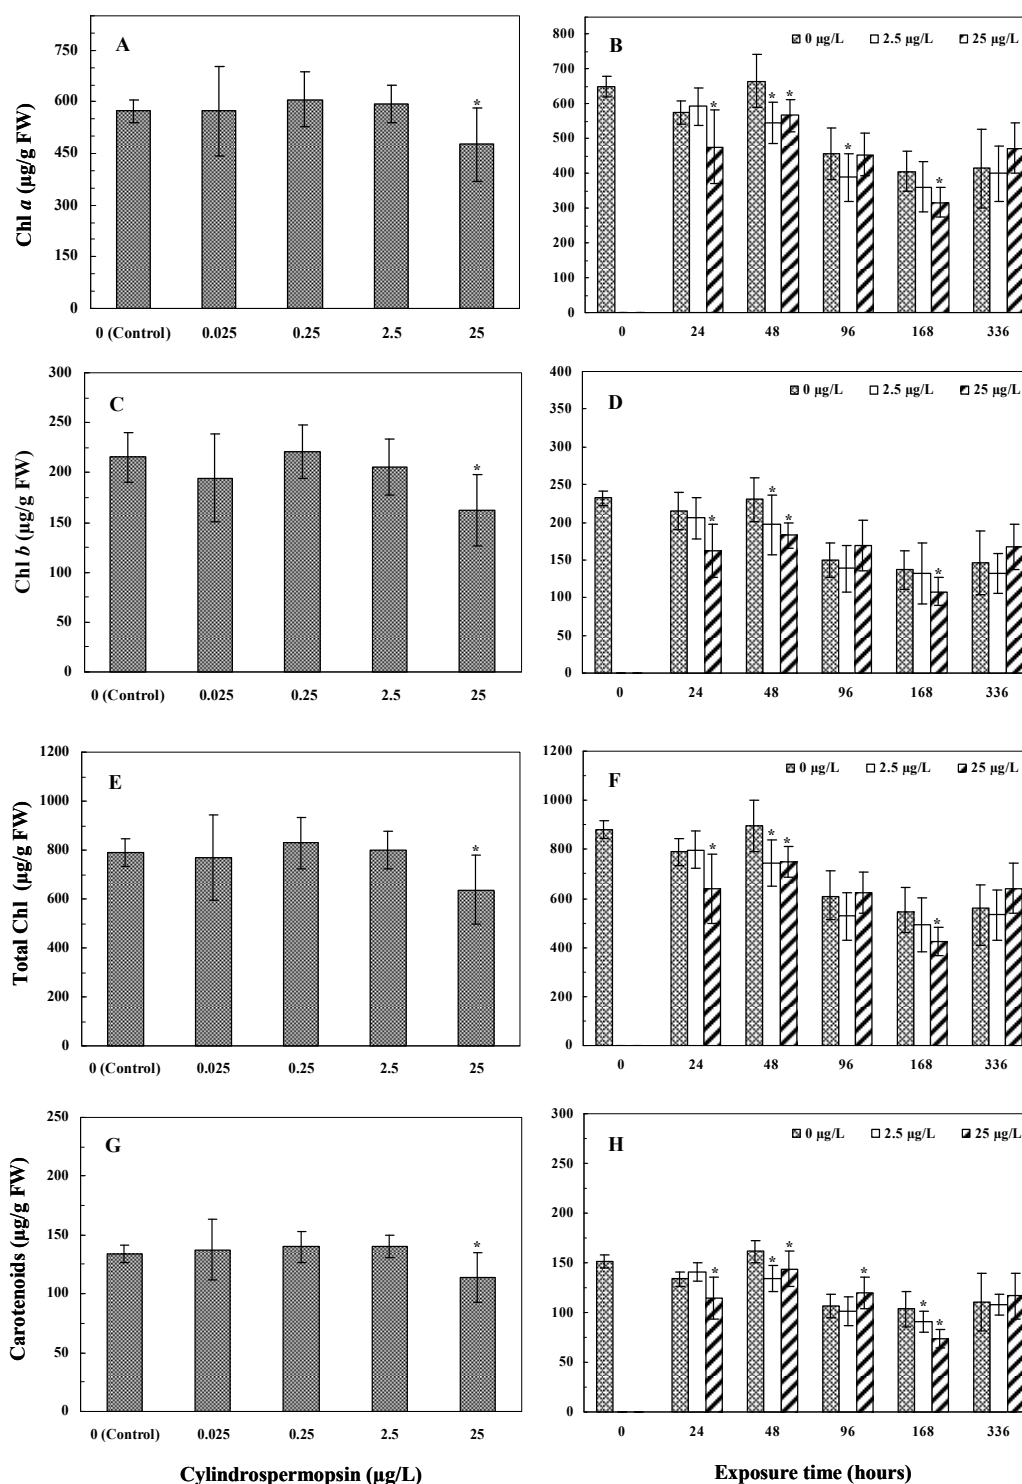 A
Chl a (µg/g FW)
750
600
450
300
150
0
0 (Control) 0.025 0.25 2.5 25
*
B
0 µg/L 2.5 µg/L 25 µg/L
800
700
600
500
400
300
200
100
0
* * * * *
0 24 48 96 168 336
C
Chl b (µg/g FW)
300
250
200
150
100
50
0
0 (Control) 0.025 0.25 2.5 25
*
D
0 µg/L 2.5 µg/L 25 µg/L
400
350
300
250
200
150
100
50
0
* * * *
0 24 48 96 168 336
E
Total Chl (µg/g FW)
1200
1000
800
600
400
200
0
0 (Control) 0.025 0.25 2.5 25
*
F
0 µg/L 2.5 µg/L 25 µg/L
1200
1000
800
600
400
200
0
* * * *
0 24 48 96 168 336
G
Carotenoids (µg/g FW)
250
200
150
100
50
0
0 (Control) 0.025 0.25 2.5 25
*
Cylindrospermopsin (µg/L)
H
0 µg/L 2.5 µg/L 25 µg/L
300
250
200
150
100
50
0
* * * * * *
0 24 48 96 168 336
Exposure time (hours)